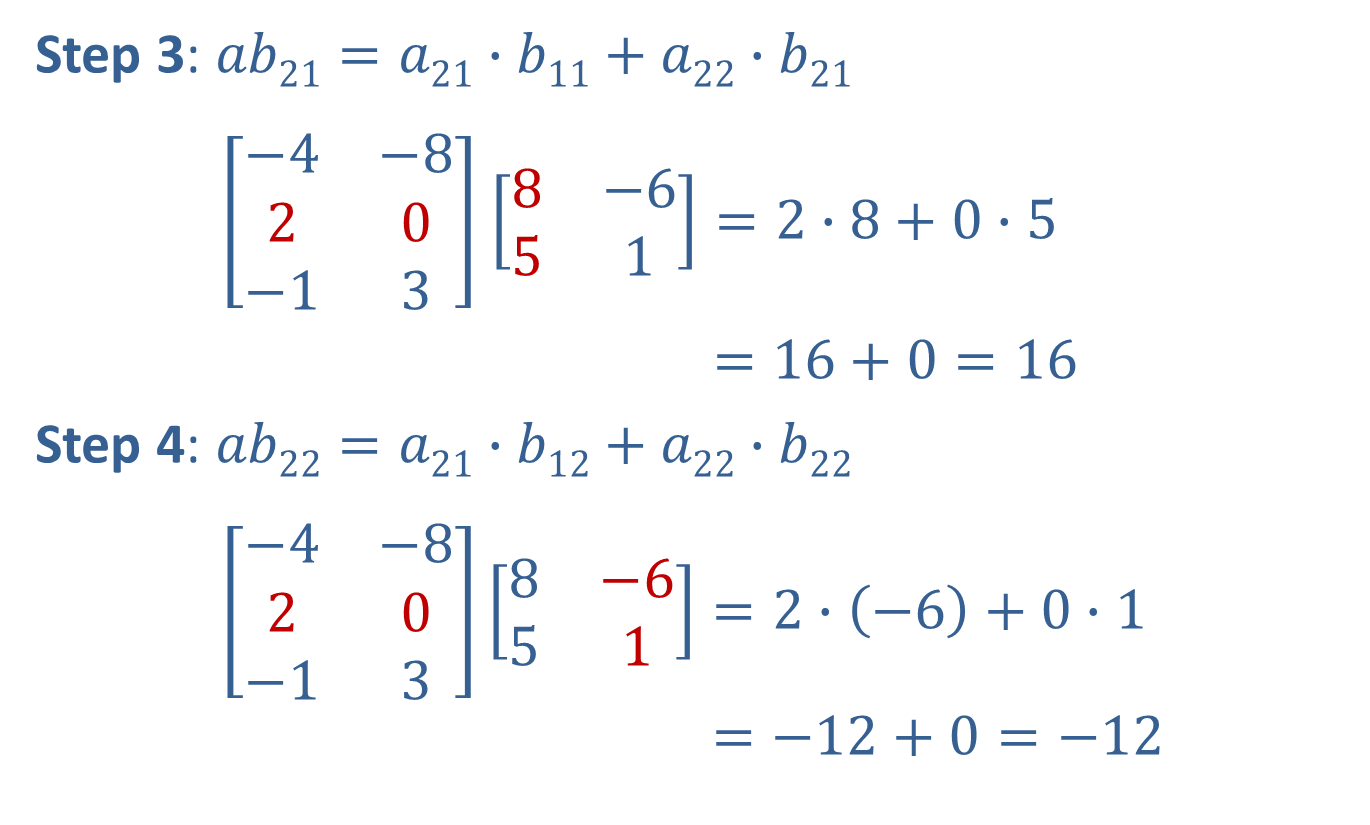 Step 3: ab₂₁ = a₂₁ · b₁₁ + a₂₂ · b₂₁
[−4 −8
2 0
−1 3] [8 −6
5 1] = 2 · 8 + 0 · 5
= 16 + 0 = 16
Step 4: ab₂₂ = a₂₁ · b₁₂ + a₂₂ · b₂₂
[−4 −8
2 0
−1 3] [8 −6
5 1] = 2 · (−6) + 0 · 1
= −12 + 0 = −12